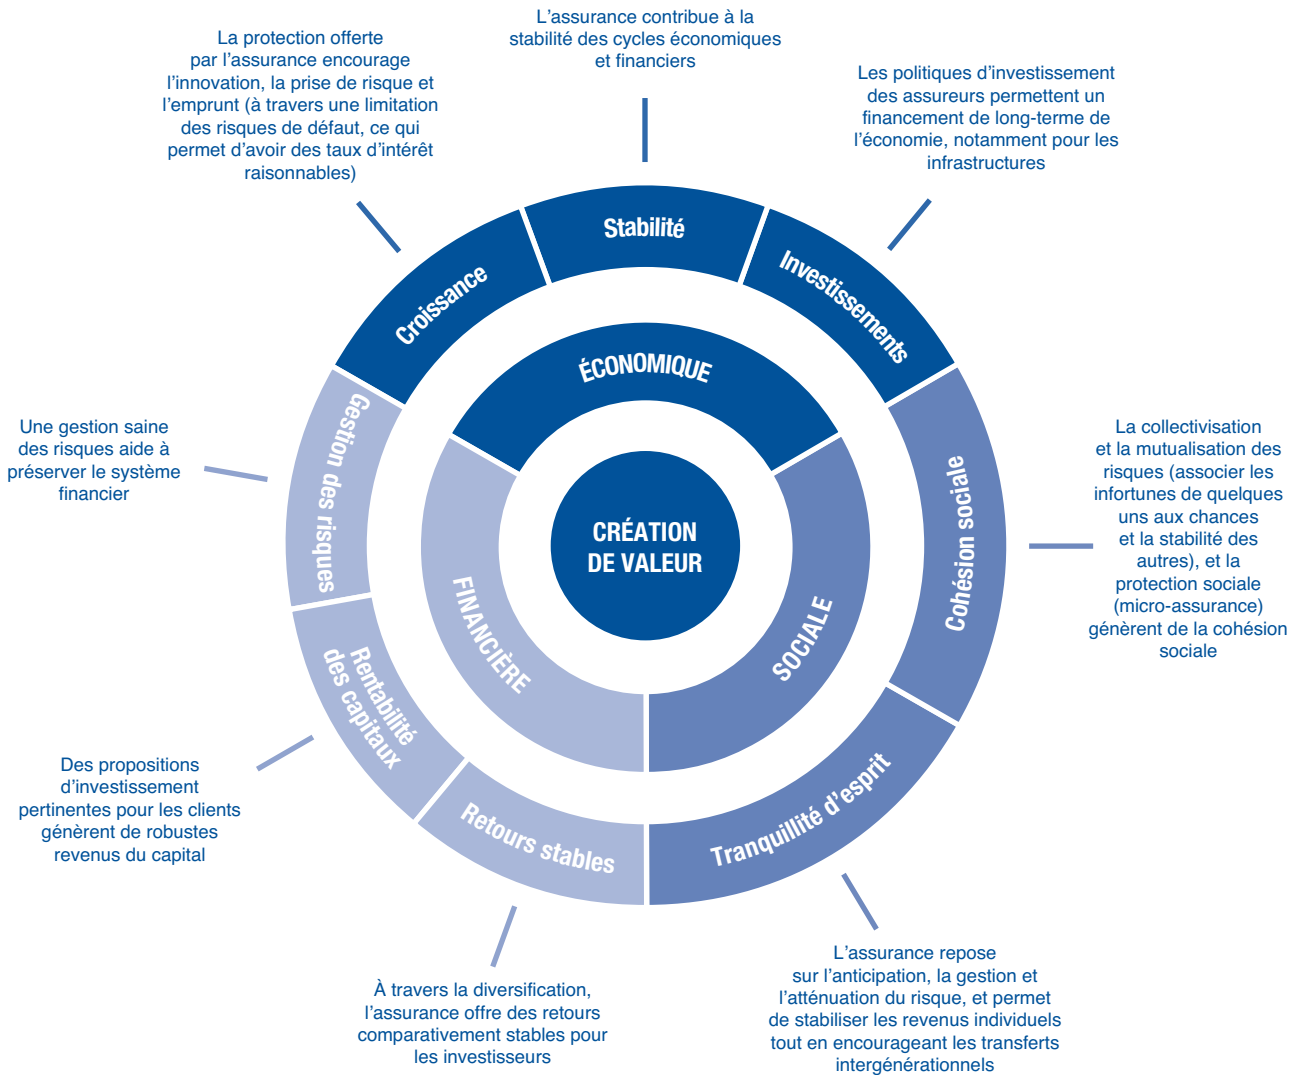 L'assurance contribue à la
stabilité des cycles économiques
et financiers
La protection offerte
par l'assurance encourage
l'innovation, la prise de risque et
l'emprunt (à travers une limitation
des risques de défaut, ce qui
permet d'avoir des taux d'intérêt
raisonnables)
Les politiques d'investissement
des assureurs permettent un
financement de long-terme de
l'économie, notamment pour les
infrastructures
Croissance
Stabilité
Investissements
ÉCONOMIQUE
CRÉATION
DE VALEUR
FINANCIÈRE
SOCIALE
Gestion des risques
Une gestion saine
des risques aide à
préserver le système
financier
Cohésion sociale
La collectivisation
et la mutualisation des
risques (associer les
infortunes de quelques
uns aux chances
et la stabilité des
autres), et la
protection sociale
(micro-assurance)
génèrent de la cohésion
sociale
Rentabilité
des capitaux
Des propositions
d'investissement
pertinentes pour les clients
génèrent de robustes
revenus du capital
Retours stables
Tranquillité d'esprit
À travers la diversification,
l'assurance offre des retours
comparativement stables pour
les investisseurs
L'assurance repose
sur l'anticipation, la gestion et
l'atténuation du risque, et permet
de stabiliser les revenus individuels
tout en encourageant les transferts
intergénérationnels